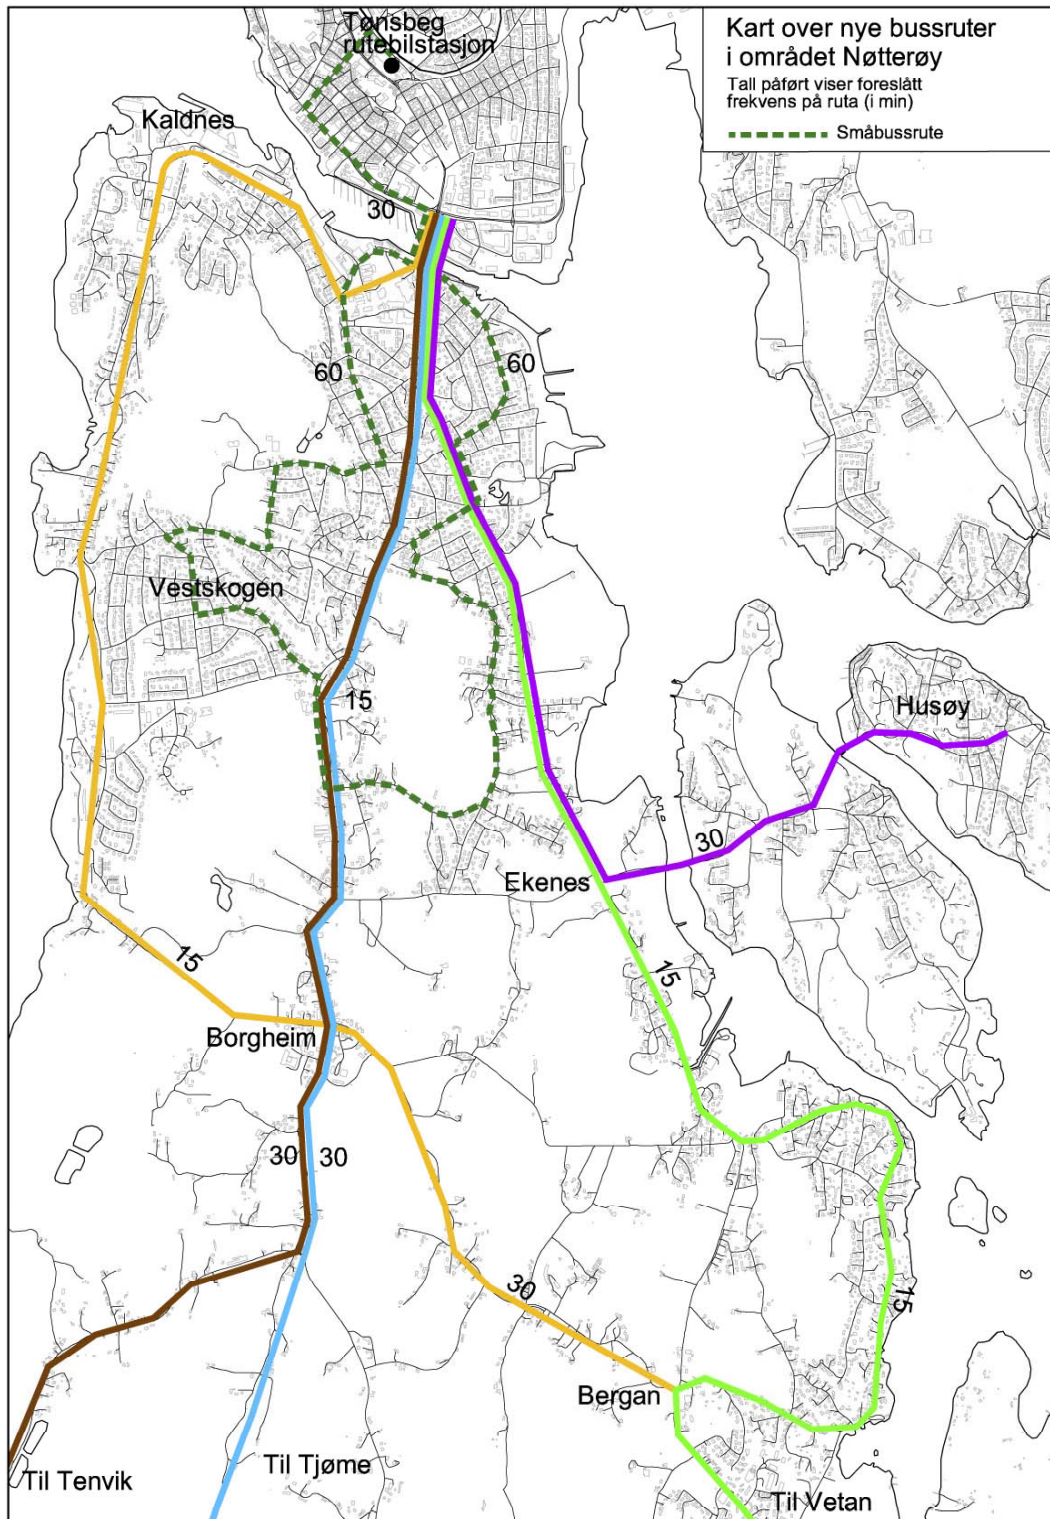 Tønsbeg
rutebilstasjon
Kart over nye bussruter
i området Nøtterøy
Tall påført viser foreslått
frekvens på ruta (i min)
Småbussrute
Kaldnes
30
60
60
Vestskogen
15
Husøy
30
Ekenes
15
15
Borgheim
30
30
15
30
Bergan
Til Tenvik
Til Tjøme
Til Vetan